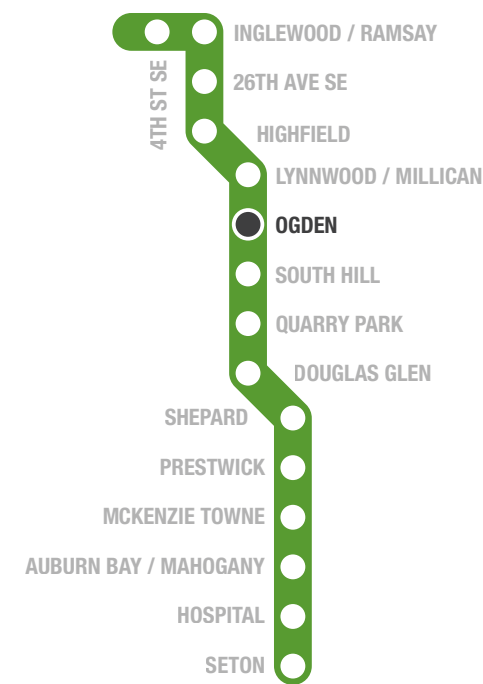 INGLEWOOD / RAMSAY
4TH ST SE
26TH AVE SE
HIGHFIELD
LYNNWOOD / MILLICAN
OGDEN
SOUTH HILL
QUARRY PARK
DOUGLAS GLEN
SHEPARD
PRESTWICK
MCKENZIE TOWNE
AUBURN BAY / MAHOGANY
HOSPITAL
SETON